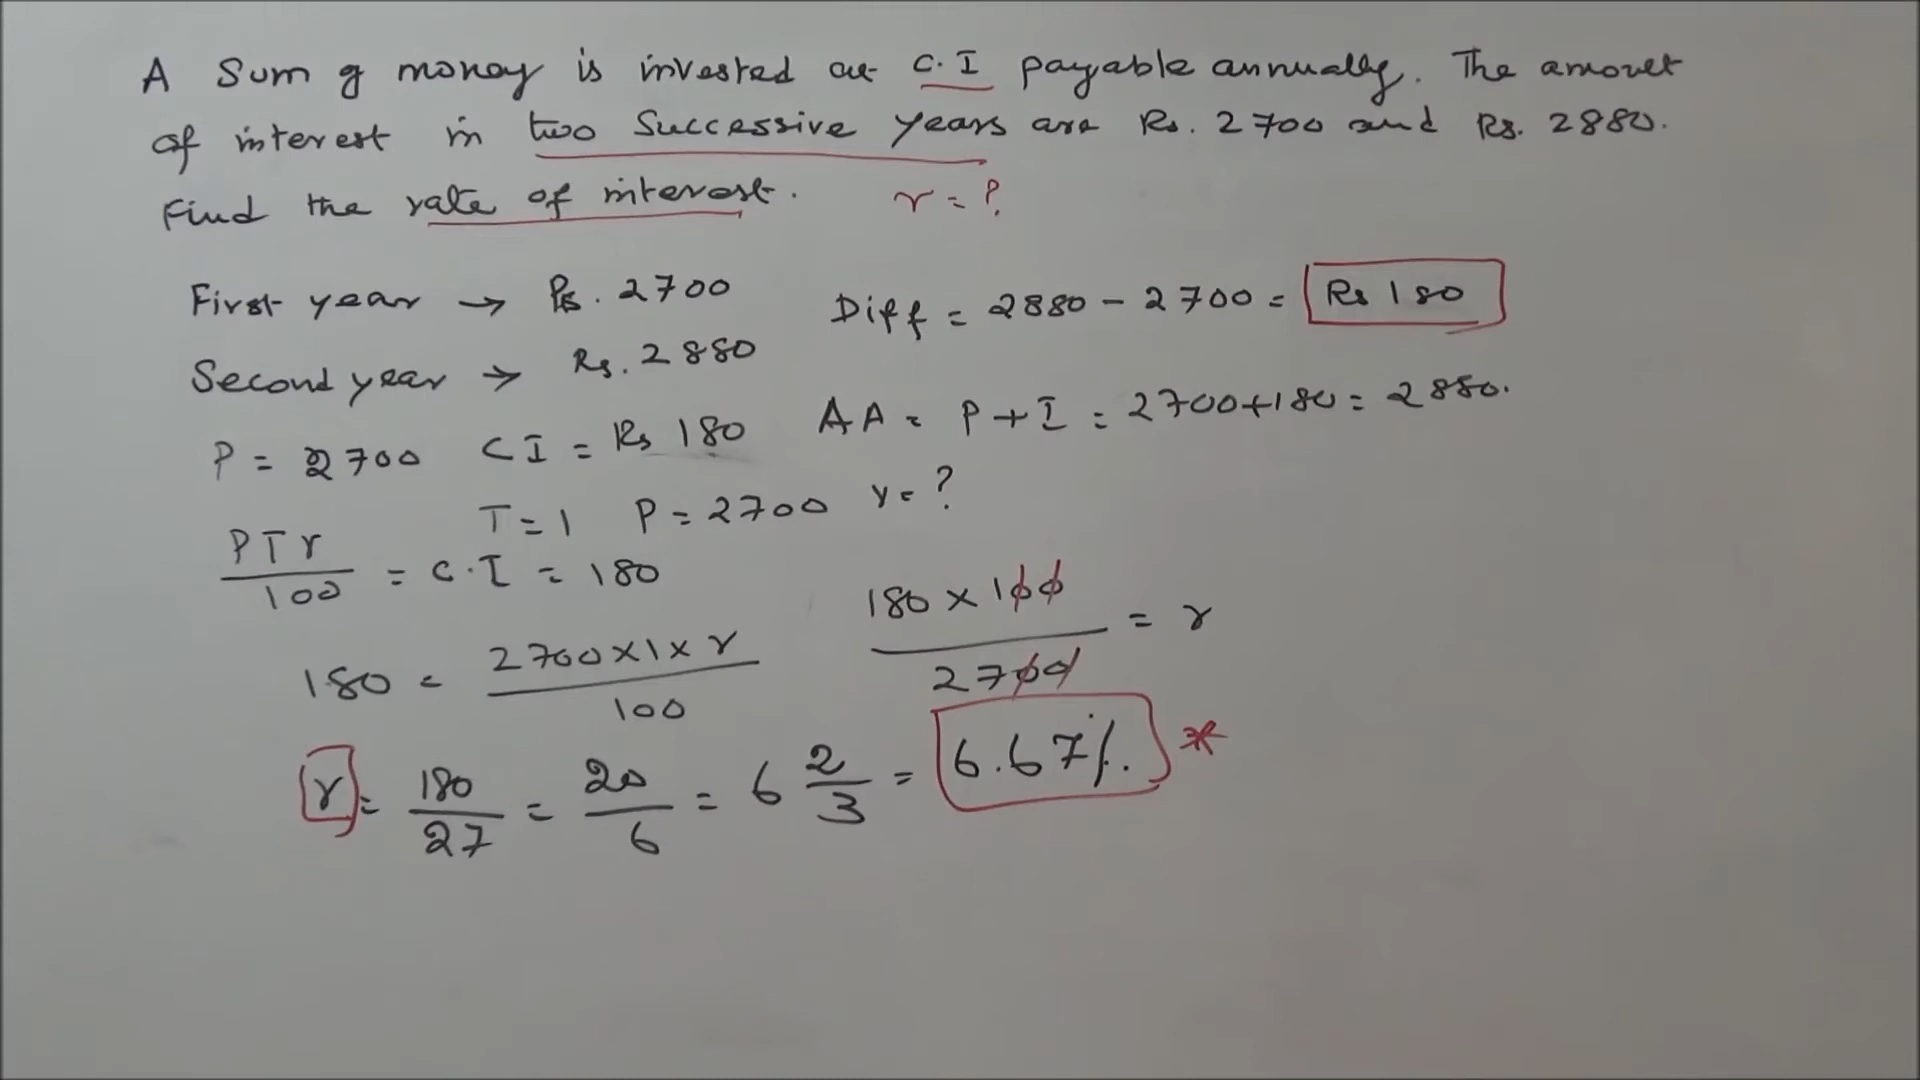 A Sum of money is invested at C.I payable annually. The amount
of interest in two Successive years are Rs. 2700 and Rs. 2880.
Find the rate of interest. r = ?
First year → Rs. 2700 Diff = 2880 - 2700 = Rs 180
Second year → Rs. 2880
P = 2700 CI = Rs 180 AA = P + I = 2700+180 = 2880.
T = 1 P = 2700 r = ?
PTr/100 = C.I = 180
180 = 2700×1×r/100 180 × 100/2700 = r
r = 180/27 = 20/6 = 6 2/3 = 6.67%. *